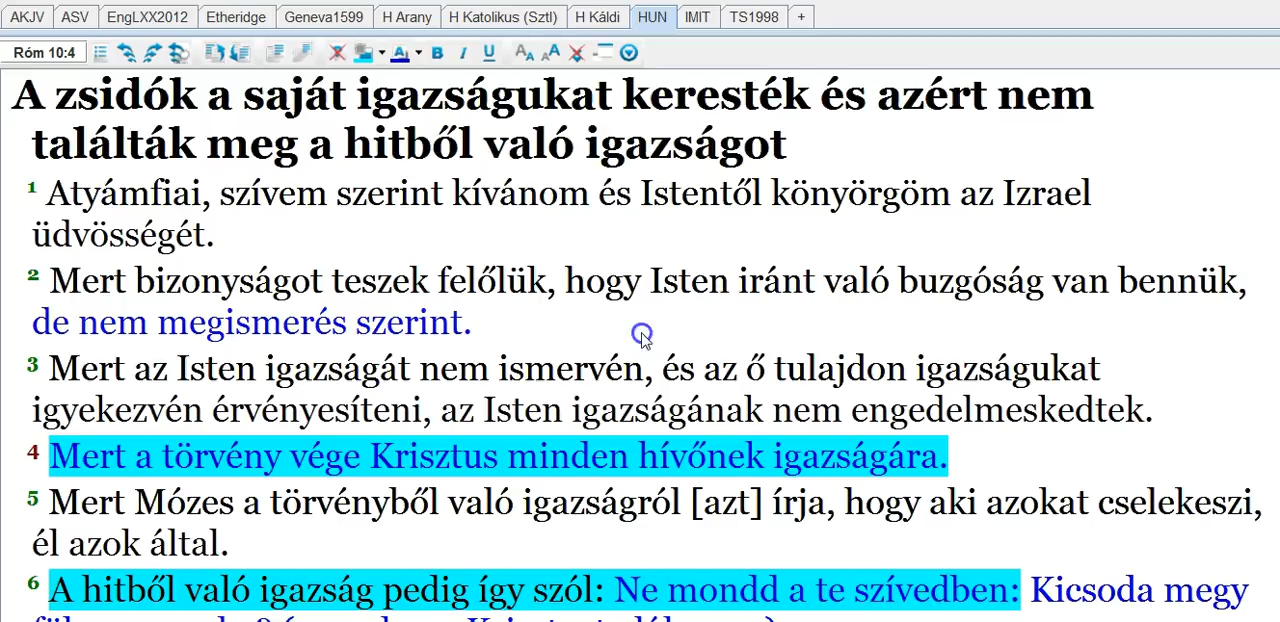 AKJV ASV EngLXX2012 Etheridge Geneva1599 H Arany H Katolikus (Sztl) H Káldi HUN IMIT TS1998 +
Róm 10:4
A zsidók a saját igazságukat keresték és azért nem
találták meg a hitből való igazságot
1 Atyámfiai, szívem szerint kívánom és Istentől könyörgöm az Izrael
üdvösségét.
2 Mert bizonyságot teszek felőlük, hogy Isten iránt való buzgóság van bennük,
de nem megismerés szerint.
3 Mert az Isten igazságát nem ismervén, és az ő tulajdon igazságukat
igyekezvén érvényesíteni, az Isten igazságának nem engedelmeskedtek.
4 Mert a törvény vége Krisztus minden hívőnek igazságára.
5 Mert Mózes a törvényből való igazságról [azt] írja, hogy aki azokat cselekeszi,
él azok által.
6 A hitből való igazság pedig így szól: Ne mondd a te szívedben: Kicsoda megy